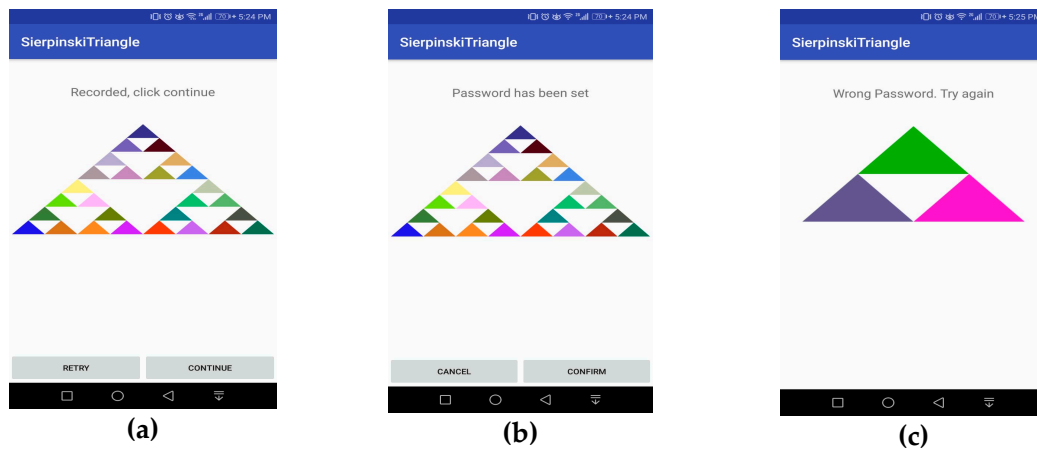 5:24 PM
SierpinskiTriangle
Recorded, click continue
RETRY CONTINUE
(a)
5:24 PM
SierpinskiTriangle
Password has been set
CANCEL CONFIRM
(b)
5:25 PM
SierpinskiTriangle
Wrong Password. Try again
(c)